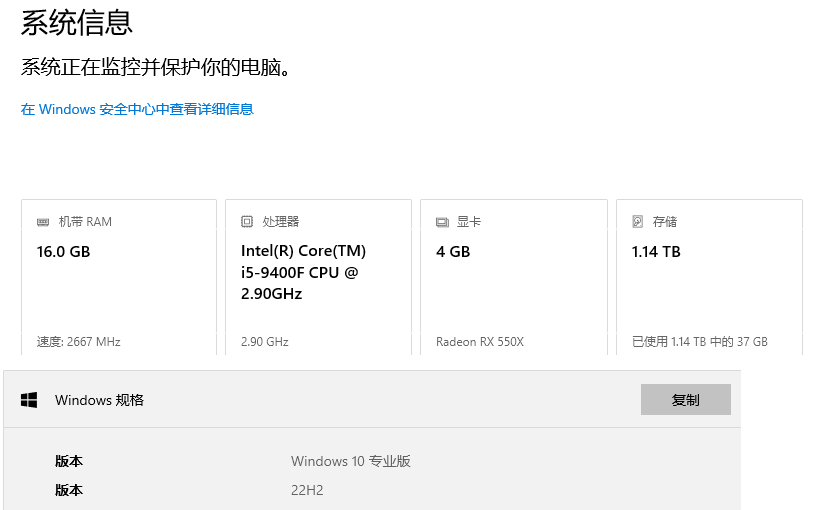 系统信息
系统正在监控并保护你的电脑。
在 Windows 安全中心中查看详细信息
机带 RAM
16.0 GB
速度: 2667 MHz
处理器
Intel(R) Core(TM)
i5-9400F CPU @
2.90GHz
2.90 GHz
显卡
4 GB
Radeon RX 550X
存储
1.14 TB
已使用 1.14 TB 中的 37 GB
Windows 规格
复制
版本 Windows 10 专业版
版本 22H2